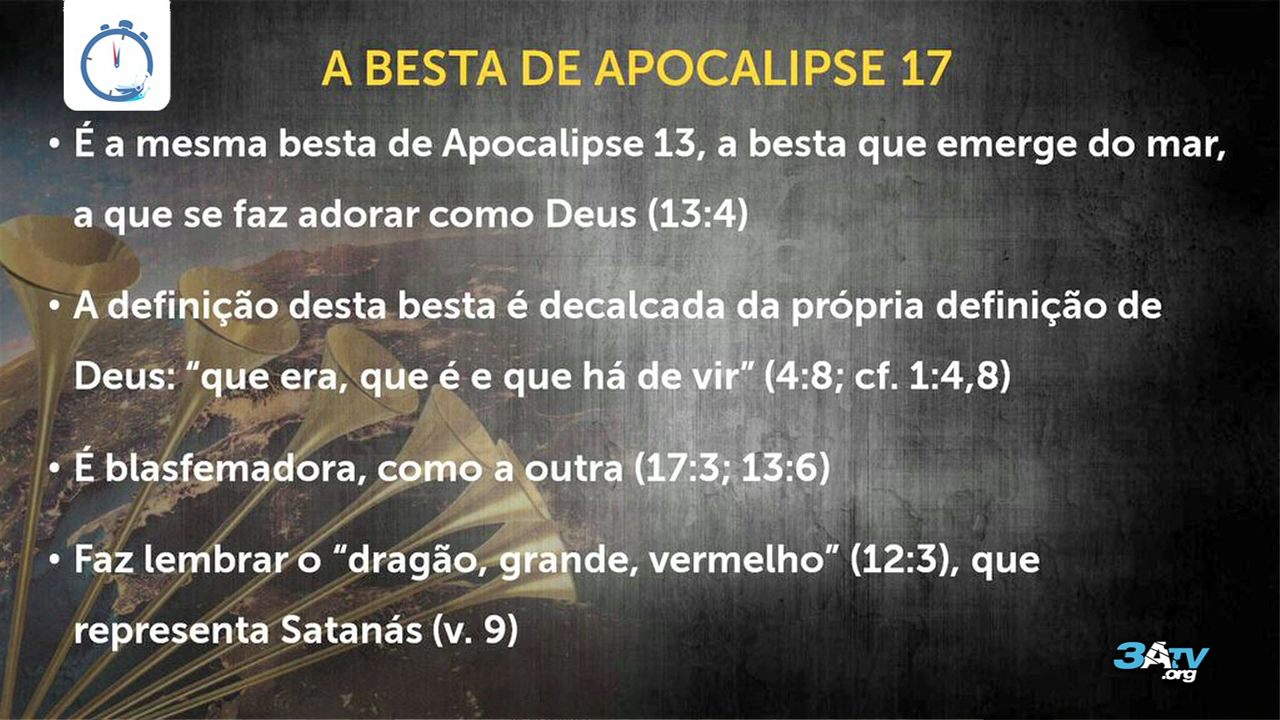 A BESTA DE APOCALIPSE 17
• É a mesma besta de Apocalipse 13, a besta que emerge do mar,
a que se faz adorar como Deus (13:4)
• A definição desta besta é decalcada da própria definição de
Deus: “que era, que é e que há de vir” (4:8; cf. 1:4,8)
• É blasfemadora, como a outra (17:3; 13:6)
• Faz lembrar o “dragão, grande, vermelho” (12:3), que
representa Satanás (v. 9)
3ATV
.org